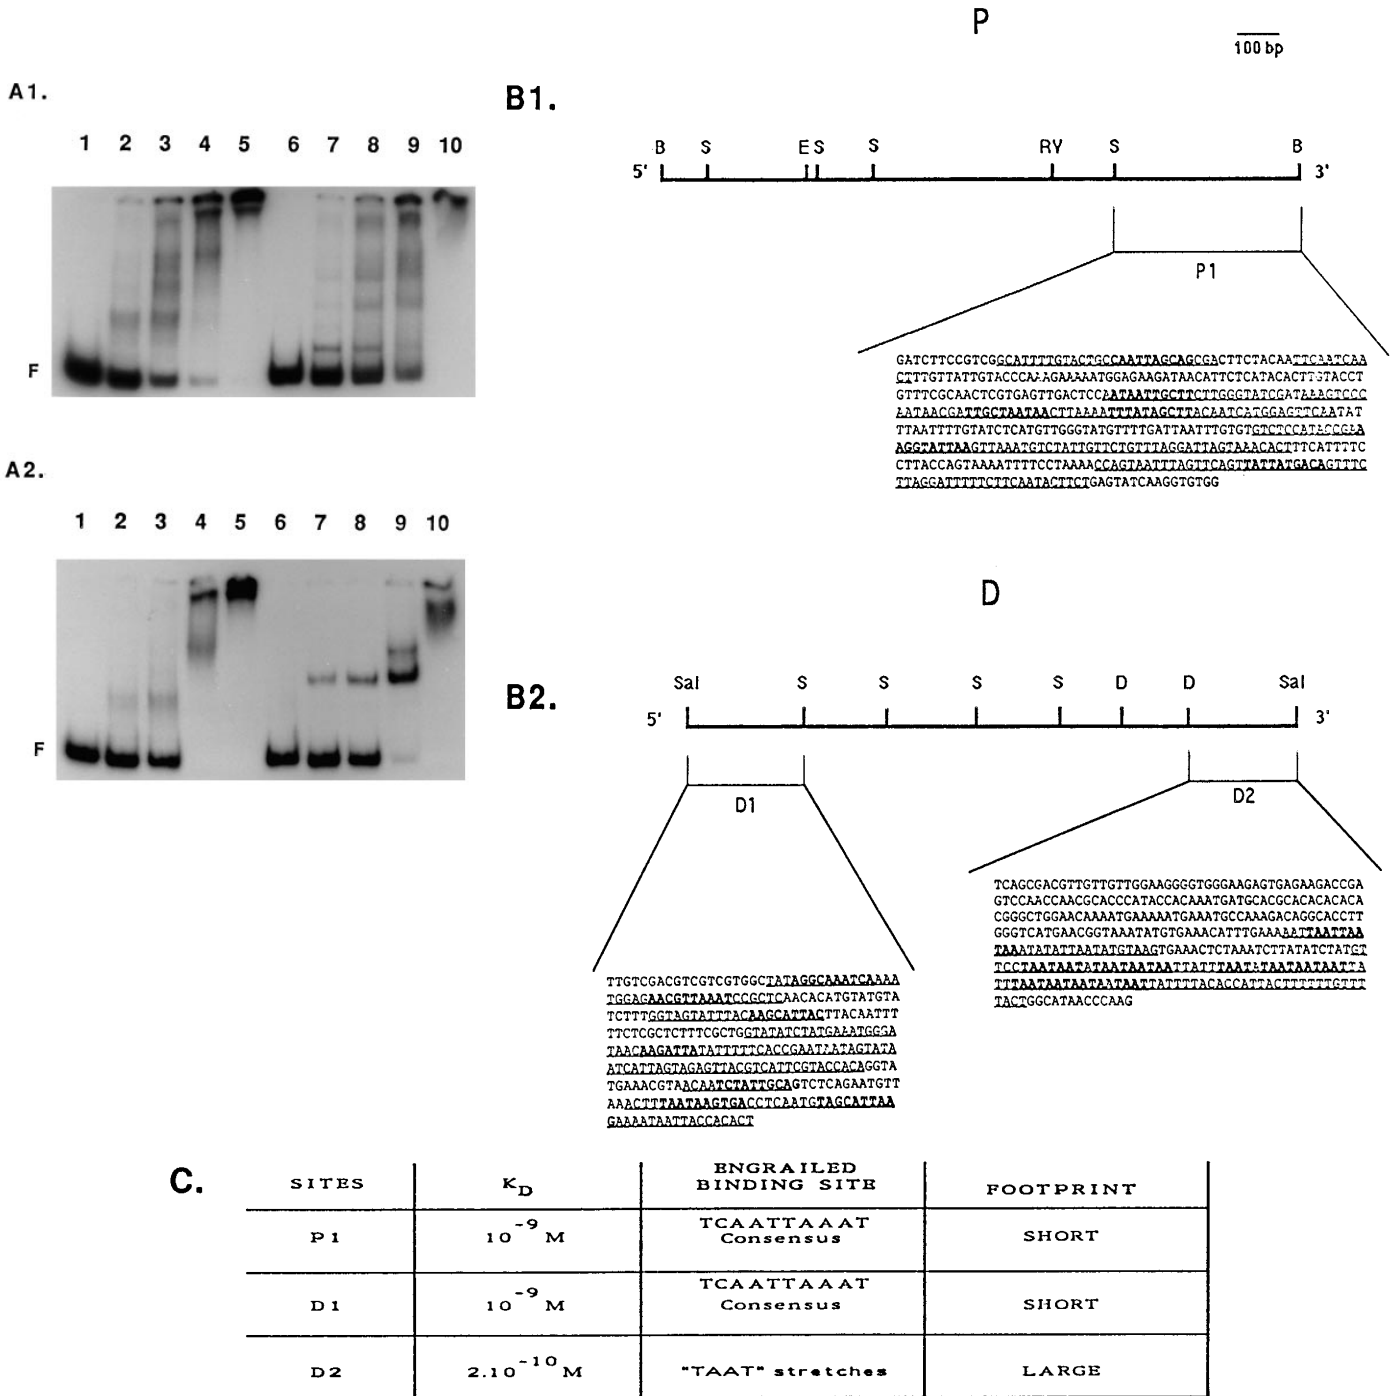 A1.
1 2 3 4 5 6 7 8 9 10
F
A2.
1 2 3 4 5 6 7 8 9 10
F
P
100 bp
B1.
B S E S S RV S B
5' 3'
P1
GATCTTCCGTCGGCATTTTGTACTGCCAATTAGCAGCGACTTCTACAATTCAATCAA
CTTTGTTATTGTACCCAAAGAAAAATGGAGAAGATAACATTCTCATACACTTGTACCT
GTTTCGCAACTCGTGAGTTGACTCCAATAATTGCTTCTTGGGTATCGATAAAGTCCC
AATAACGATTGCTAATAACTTAAAATTTATAGCTTACAATCATGGAGTTCAATAT
TTAATTTTGTATCTCATGTTGGGTATGTTTTGATTAATTTGTGTGTCTCCATACCGAA
AGGTATTAAGTTAAATGTCTATTGTTCTGTTTAGGATTAGTAAACACTTTCATTTTC
CTTACCAGTAAAATTTTCCTAAAACCAGTAATTTAGTTCAGTTATTATGACAGTTTC
TTAGGATTTTTCTTCAATACTTCTGAGTATCAAGGTGTGG
D
B2.
Sal S S S S D D Sal
5' 3'
D1
D2
TCAGCGACGTTGTTGTTGGAAGGGGTGGGAAGAGTGAGAAGACCGA
GTCCAACCAACGCACCCATACCACAAATGATGCACGCACACACACA
CGGGCTGGAACAAAATGAAAAATGAAATGCCAAAGACAGGCACCTT
GGGTCATGAACGGTAAATATGTGAAACATTTGAAAAATTAATTAA
TAAATATATTAATATGTAAGTGAAACTCTAAATCTTATATCTATGT
TCCTAATAATATAATAATAATTATTTAATATAATAATAATTA
TTTAATAATAATAATAATTATTTTACACCATTACTTTTTTTGTTT
TACTGGCATAACCCAAG
TTGTCGACGTCGTCGTGGCTATAGGCAAATCAAAA
TGGAGAACGTTAAATCCGCTCAACACATGTATGTA
TCTTTGGTAGTATTTACAAGCATTACTTACAATTT
TTCTCGCTCTTTCGCTGGTATATCTATGAAATGGGA
TAACAAGATTATATTTTTCACCGAATAATAGTATA
ATCATTAGTAGAGTTACGTCATTCGTACCACAGGTA
TGAAACGTAACAATCTATTGCAGTCTCAGAATGTT
AAACTTTAATAAGTGACCTCAATGTAGCATTAA
GAAAATAATTACCACACT
C.
SITES KD ENGRAILED BINDING SITE FOOTPRINT
P1 10-9 M TCAATTAAAT Consensus SHORT
D1 10-9 M TCAATTAAAT Consensus SHORT
D2 2.10-10 M "TAAT" stretches LARGE